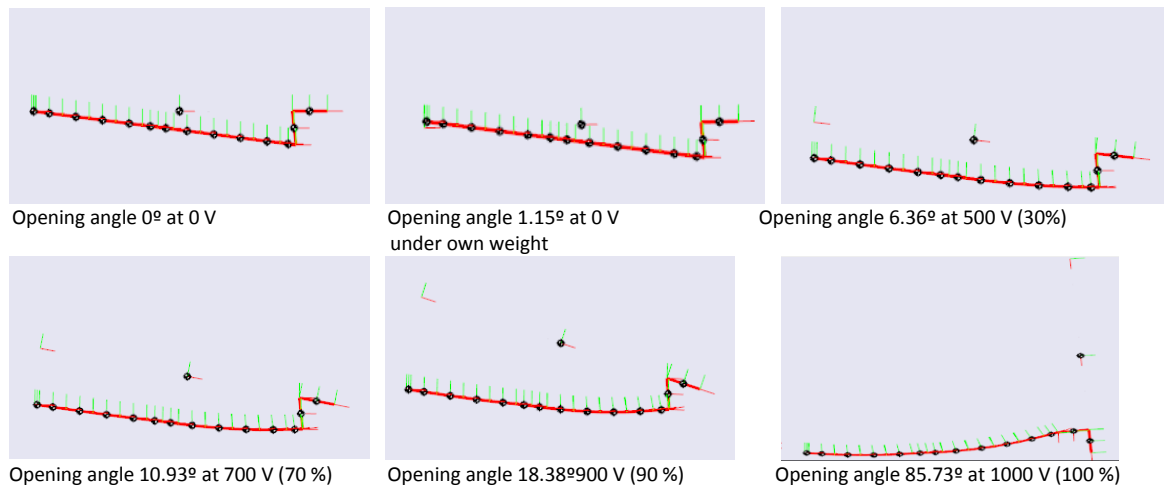 Opening angle 0º at 0 V
Opening angle 1.15º at 0 V
under own weight
Opening angle 6.36º at 500 V (30%)
Opening angle 10.93º at 700 V (70 %)
Opening angle 18.38º900 V (90 %)
Opening angle 85.73º at 1000 V (100 %)